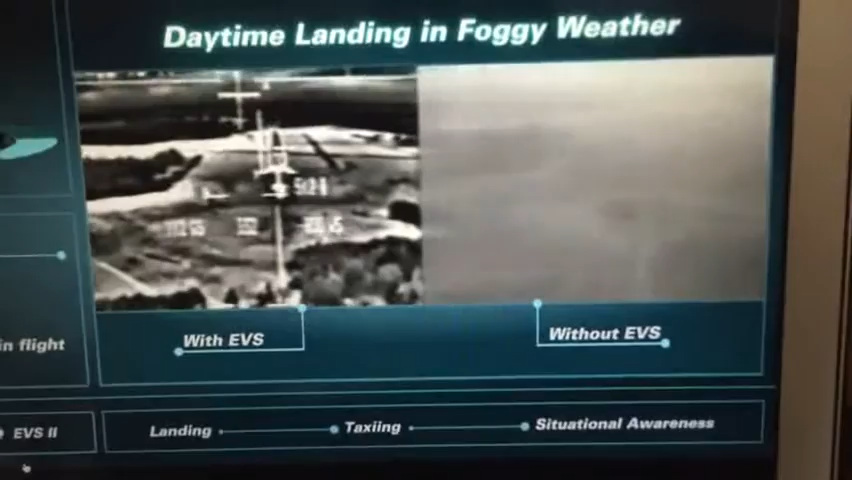 Daytime Landing in Foggy Weather
With EVS
Without EVS
in flight
EVS II
Landing
Taxiing
Situational Awareness